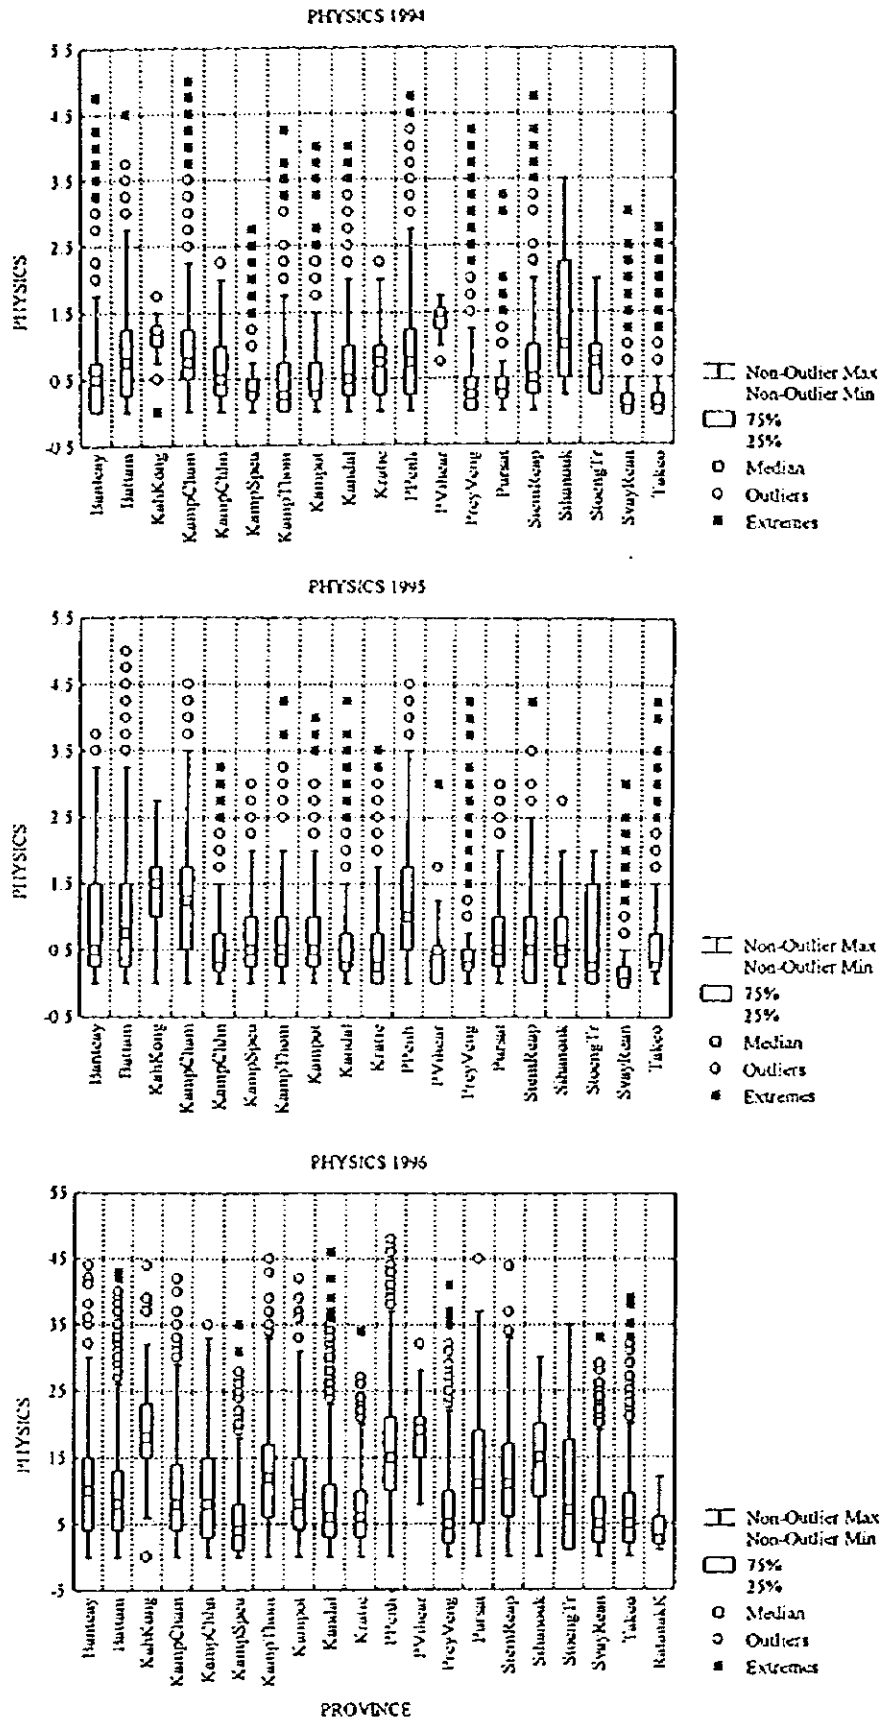 PHYSICS 1994
PHYSICS
5 5
4 5
3 5
2 5
1 5
0 5
-0 5
Banteay
Battam
KahKong
KampCham
KampChhn
KampSpeu
KampThom
Kampot
Kandal
Kratie
PPenh
PVihear
PreyVeng
Pursat
SiemReap
Sihanouk
StoengTr
SvayRean
Takeo
Non-Outlier Max
Non-Outlier Min
75%
25%
Median
Outliers
Extremes
PHYSICS 1995
PHYSICS
5 5
4 5
3 5
2 5
1 5
0 5
-0 5
Banteay
Battam
KahKong
KampCham
KampChhn
KampSpeu
KampThom
Kampot
Kandal
Kratie
PPenh
PVihear
PreyVeng
Pursat
SiemReap
Sihanouk
StoengTr
SvayRean
Takeo
Non-Outlier Max
Non-Outlier Min
75%
25%
Median
Outliers
Extremes
PHYSICS 1996
PHYSICS
55
45
35
25
15
5
-5
Banteay
Battam
KahKong
KampCham
KampChhn
KampSpeu
KampThom
Kampot
Kandal
Kratie
PPenh
PVihear
PreyVeng
Pursat
SiemReap
Sihanouk
StoengTr
SvayRean
Takeo
RatanakK
PROVINCE
Non-Outlier Max
Non-Outlier Min
75%
25%
Median
Outliers
Extremes